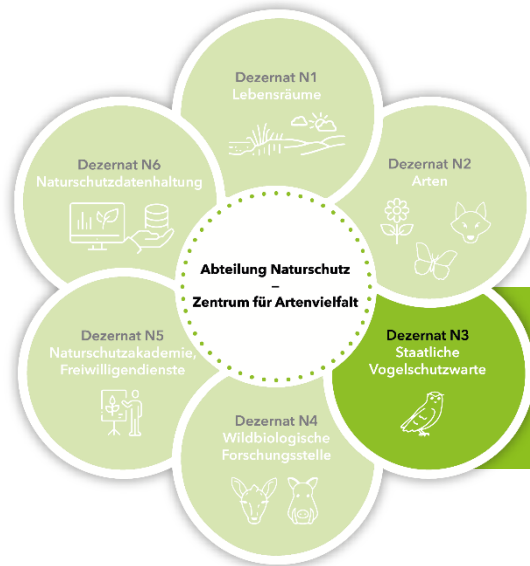 Dezernat N1
Lebensräume
Dezernat N2
Arten
Dezernat N3
Staatliche
Vogelschutzwarte
Dezernat N4
Wildbiologische
Forschungsstelle
Dezernat N5
Naturschutzakademie,
Freiwilligendienste
Dezernat N6
Naturschutzdatenhaltung
Abteilung Naturschutz
–
Zentrum für Artenvielfalt